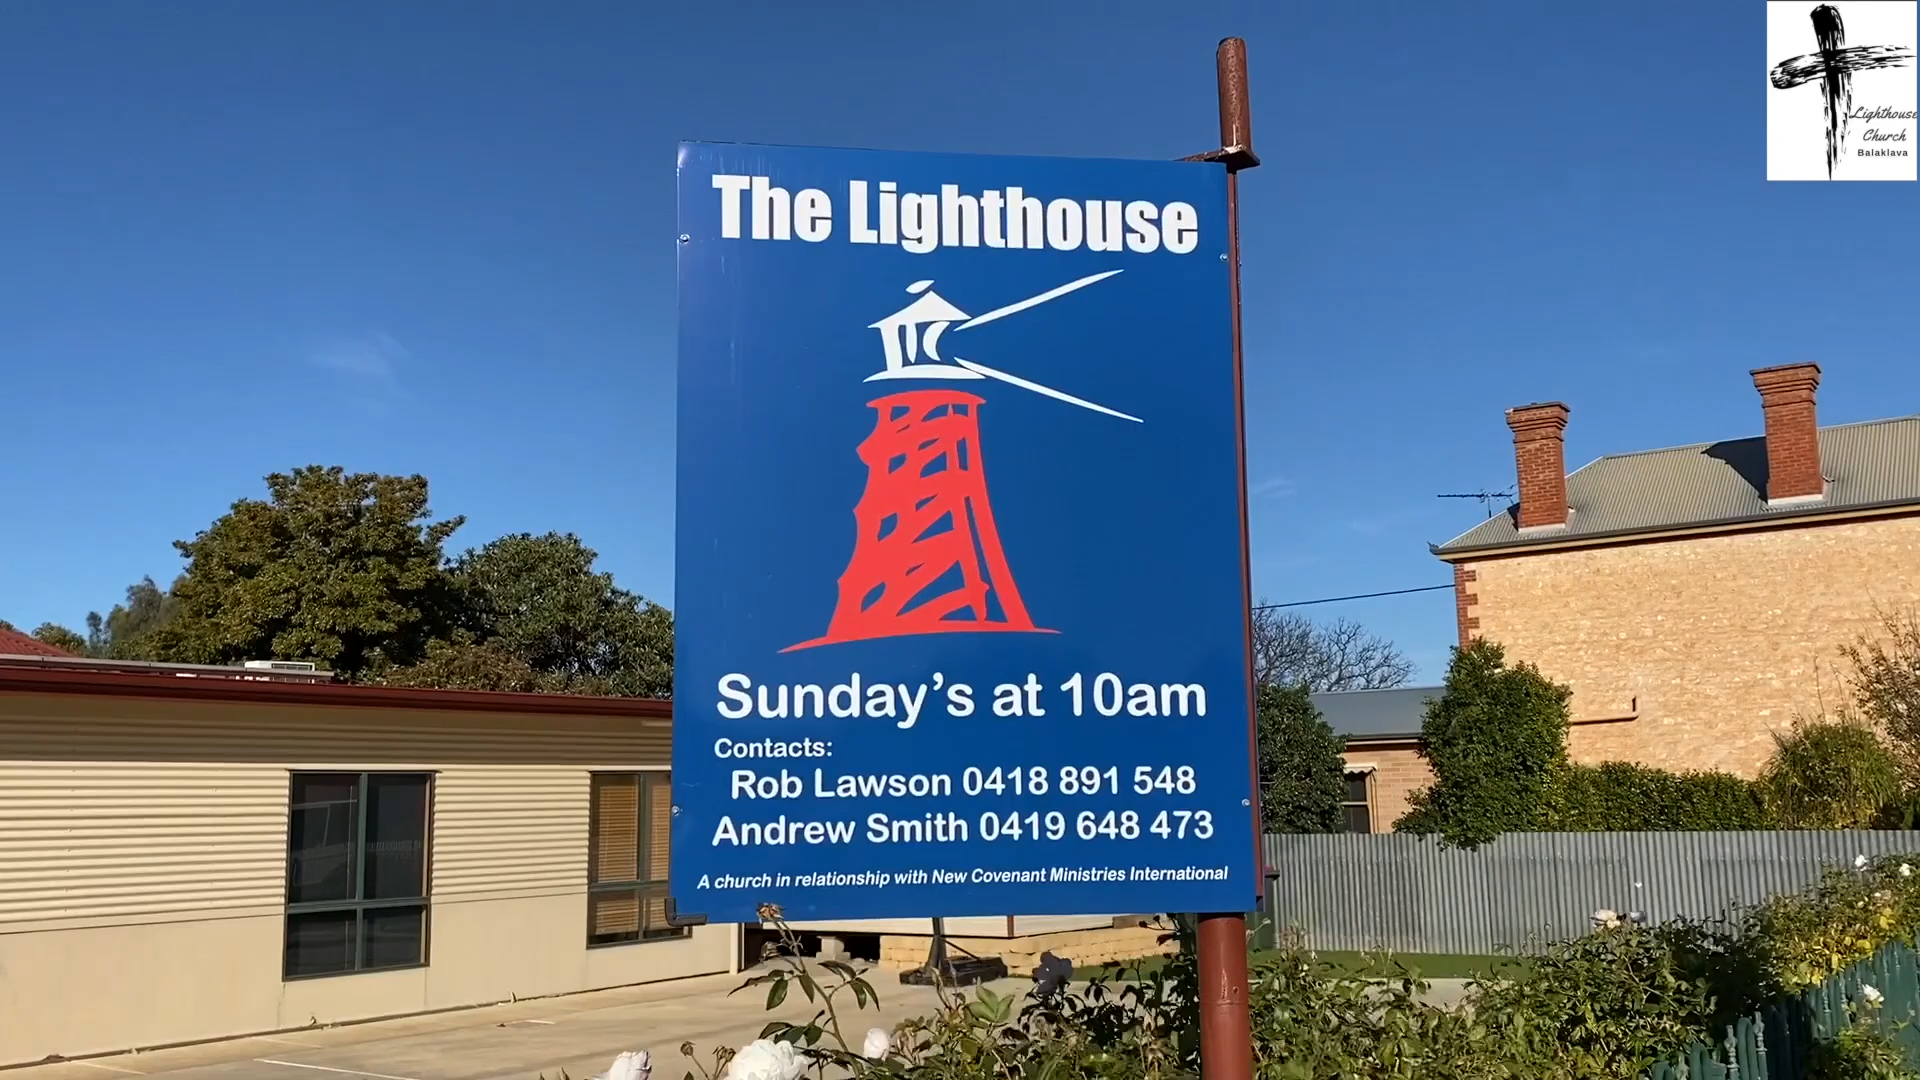 The Lighthouse
Sunday's at 10am
Contacts:
Rob Lawson 0418 891 548
Andrew Smith 0419 648 473
A church in relationship with New Covenant Ministries International
Lighthouse
Church
Balaklava